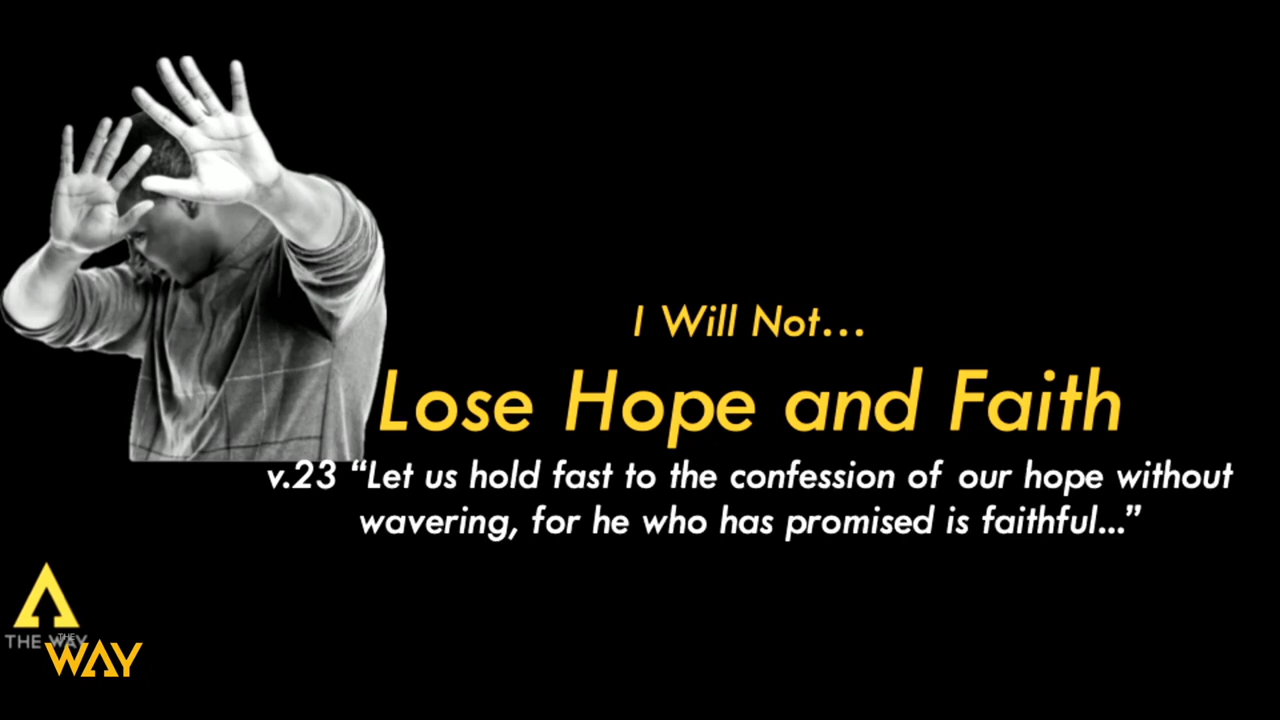 I Will Not...
Lose Hope and Faith
v.23 “Let us hold fast to the confession of our hope without
wavering, for he who has promised is faithful...”
THE WAY
THE
WAY